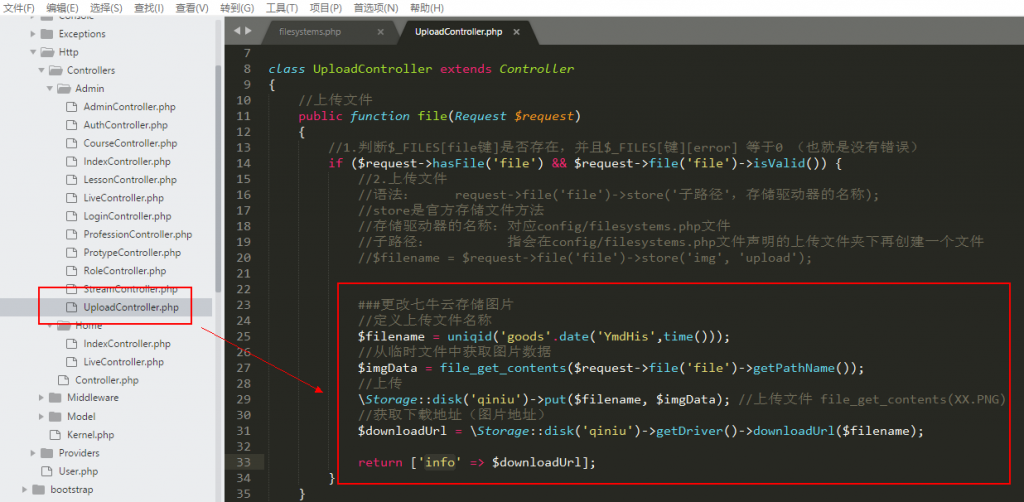 文件(F) 编辑(E) 选择(S) 查找(I) 查看(V) 转到(G) 工具(T) 项目(P) 首选项(N) 帮助(H)
Console
Exceptions
Http
Controllers
Admin
AdminController.php
AuthController.php
CourseController.php
IndexController.php
LessonController.php
LiveController.php
LoginController.php
ProfessionController.php
ProtypeController.php
RoleController.php
StreamController.php
UploadController.php
Home
IndexController.php
LiveController.php
Controller.php
Middleware
Model
Kernel.php
Providers
User.php
bootstrap
filesystems.php × UploadController.php ×
7
8 class UploadController extends Controller
9 {
10 //上传文件
11 public function file(Request $request)
12 {
13 //1.判断$_FILES[file键]是否存在，并且$_FILES[键][error] 等于0 （也就是没有错误）
14 if ($request->hasFile('file') && $request->file('file')->isValid()) {
15 //2.上传文件
16 //语法： request->file('file')->store('子路径'，存储驱动器的名称);
17 //store是官方存储文件方法
18 //存储驱动器的名称：对应config/filesystems.php文件
19 //子路径： 指会在config/filesystems.php文件声明的上传文件夹下再创建一个文件
20 //$filename = $request->file('file')->store('img', 'upload');
21
22
23 ###更改七牛云存储图片
24 //定义上传文件名称
25 $filename = uniqid('goods'.date('YmdHis',time()));
26 //从临时文件中获取图片数据
27 $imgData = file_get_contents($request->file('file')->getPathName());
28 //上传
29 \Storage::disk('qiniu')->put($filename, $imgData); //上传文件 file_get_contents(XX.PNG)
30 //获取下载地址（图片地址）
31 $downloadUrl = \Storage::disk('qiniu')->getDriver()->downloadUrl($filename);
32
33 return ['info' => $downloadUrl];
34 }
35 }